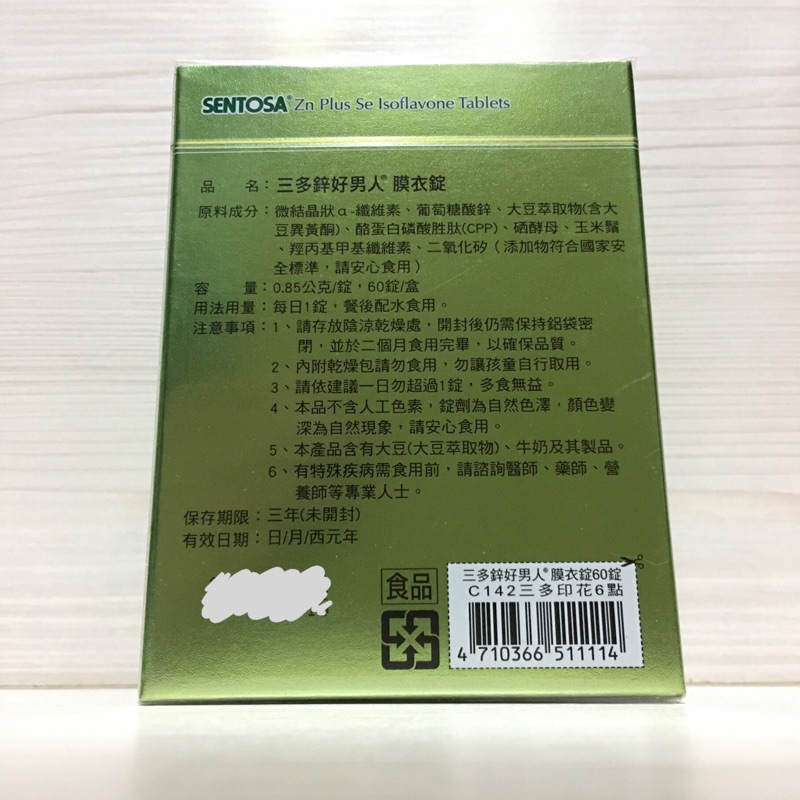 SENTOSA® Zn Plus Se Isoflavone Tablets
品　　名：三多鋅好男人®膜衣錠
原料成分：微結晶狀α-纖維素、葡萄糖酸鋅、大豆萃取物(含大
豆異黃酮)、酪蛋白磷酸胜肽(CPP)、硒酵母、玉米鬚
、羥丙基甲基纖維素、二氧化矽（添加物符合國家安
全標準，請安心食用）
容　　量：0.85公克/錠，60錠/盒
用法用量：每日1錠，餐後配水食用。
注意事項：1、請存放陰涼乾燥處，開封後仍需保持鋁袋密
閉，並於二個月食用完畢，以確保品質。
2、內附乾燥包請勿食用，勿讓孩童自行取用。
3、請依建議一日勿超過1錠，多食無益。
4、本品不含人工色素，錠劑為自然色澤，顏色變
深為自然現象，請安心食用。
5、本產品含有大豆(大豆萃取物)、牛奶及其製品。
6、有特殊疾病需食用前，請諮詢醫師、藥師、營
養師等專業人士。
保存期限：三年(未開封)
有效日期：日/月/西元年
食品
三多鋅好男人®膜衣錠60錠
C142三多印花6點
4 710366 511114